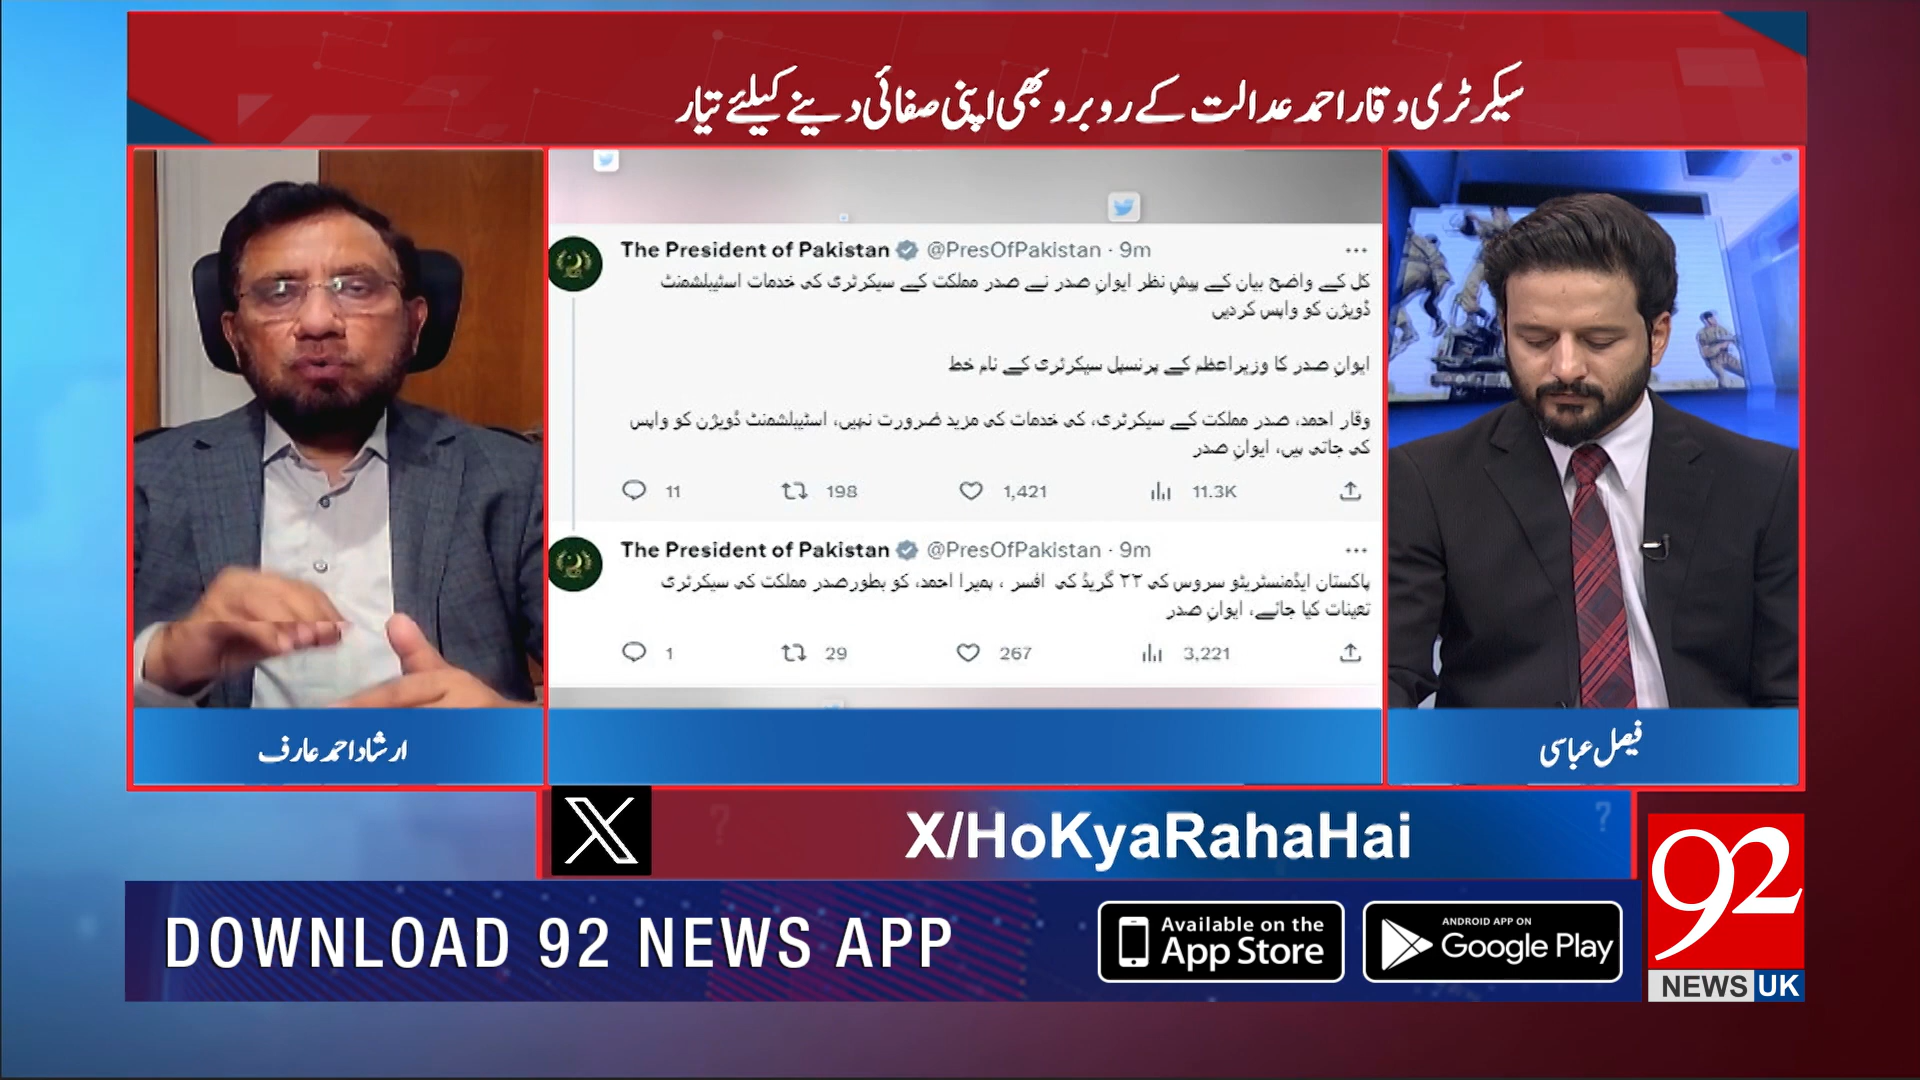 سیکرٹری وقار احمد عدالت کے روبرو بھی اپنی صفائی دینے کیلئے تیار
The President of Pakistan @PresOfPakistan · 9m
کل کے واضح بیان کے پیش نظر ایوانِ صدر نے صدر مملکت کے سیکرٹری کی خدمات اسٹیبلشمنٹ
ڈویژن کو واپس کردیں
ایوانِ صدر کا وزیراعظم کے پرنسپل سیکرٹری کے نام خط
وقار احمد، صدر مملکت کے سیکرٹری، کی خدمات کی مزید ضرورت نہیں، اسٹیبلشمنٹ ڈویژن کو واپس
کی جاتی ہیں، ایوانِ صدر
11 198 1,421 11.3K
The President of Pakistan @PresOfPakistan · 9m
پاکستان ایڈمنسٹریٹو سروس کی ۲۲ گریڈ کی افسر ، ہمیرا احمد، کو بطورصدر مملکت کی سیکرٹری
تعینات کیا جائے، ایوانِ صدر
1 29 267 3,221
ارشاد احمد عارف
فیصل عباسی
X/HoKyaRahaHai
DOWNLOAD 92 NEWS APP
Available on the
App Store
ANDROID APP ON
Google Play
92
NEWS UK